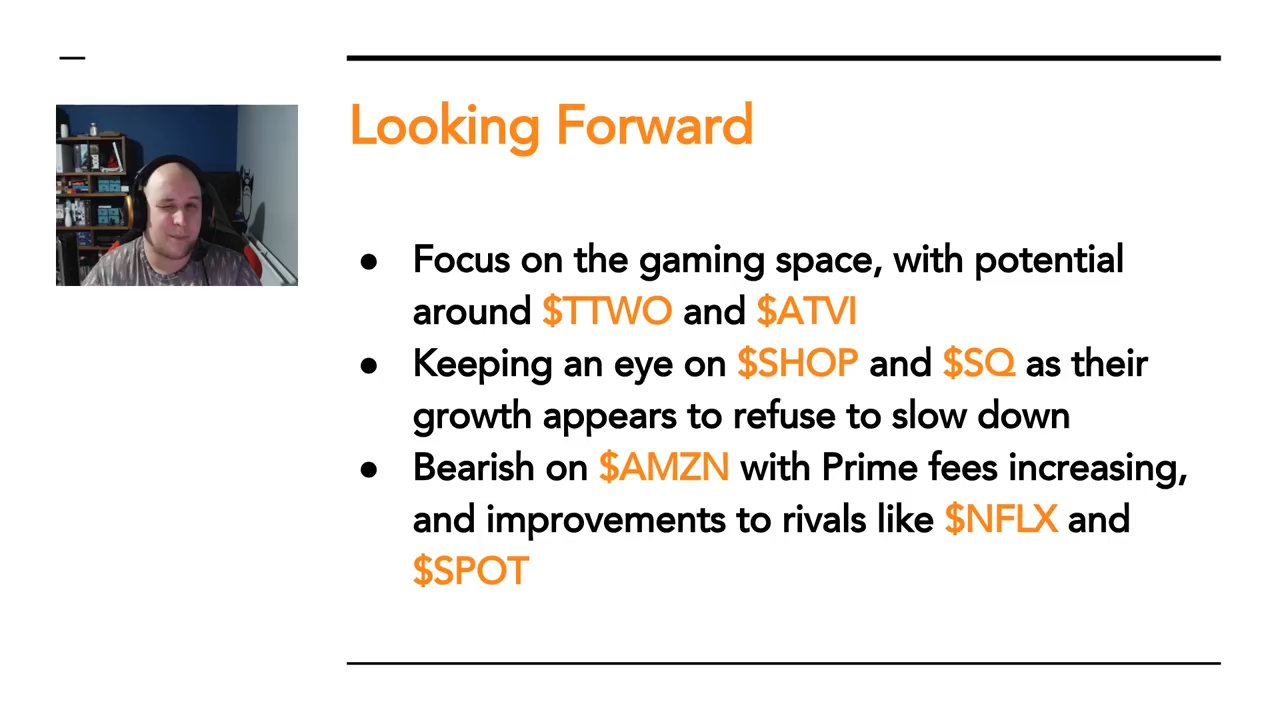 Looking Forward
● Focus on the gaming space, with potential
around $TTWO and $ATVI
● Keeping an eye on $SHOP and $SQ as their
growth appears to refuse to slow down
● Bearish on $AMZN with Prime fees increasing,
and improvements to rivals like $NFLX and
$SPOT